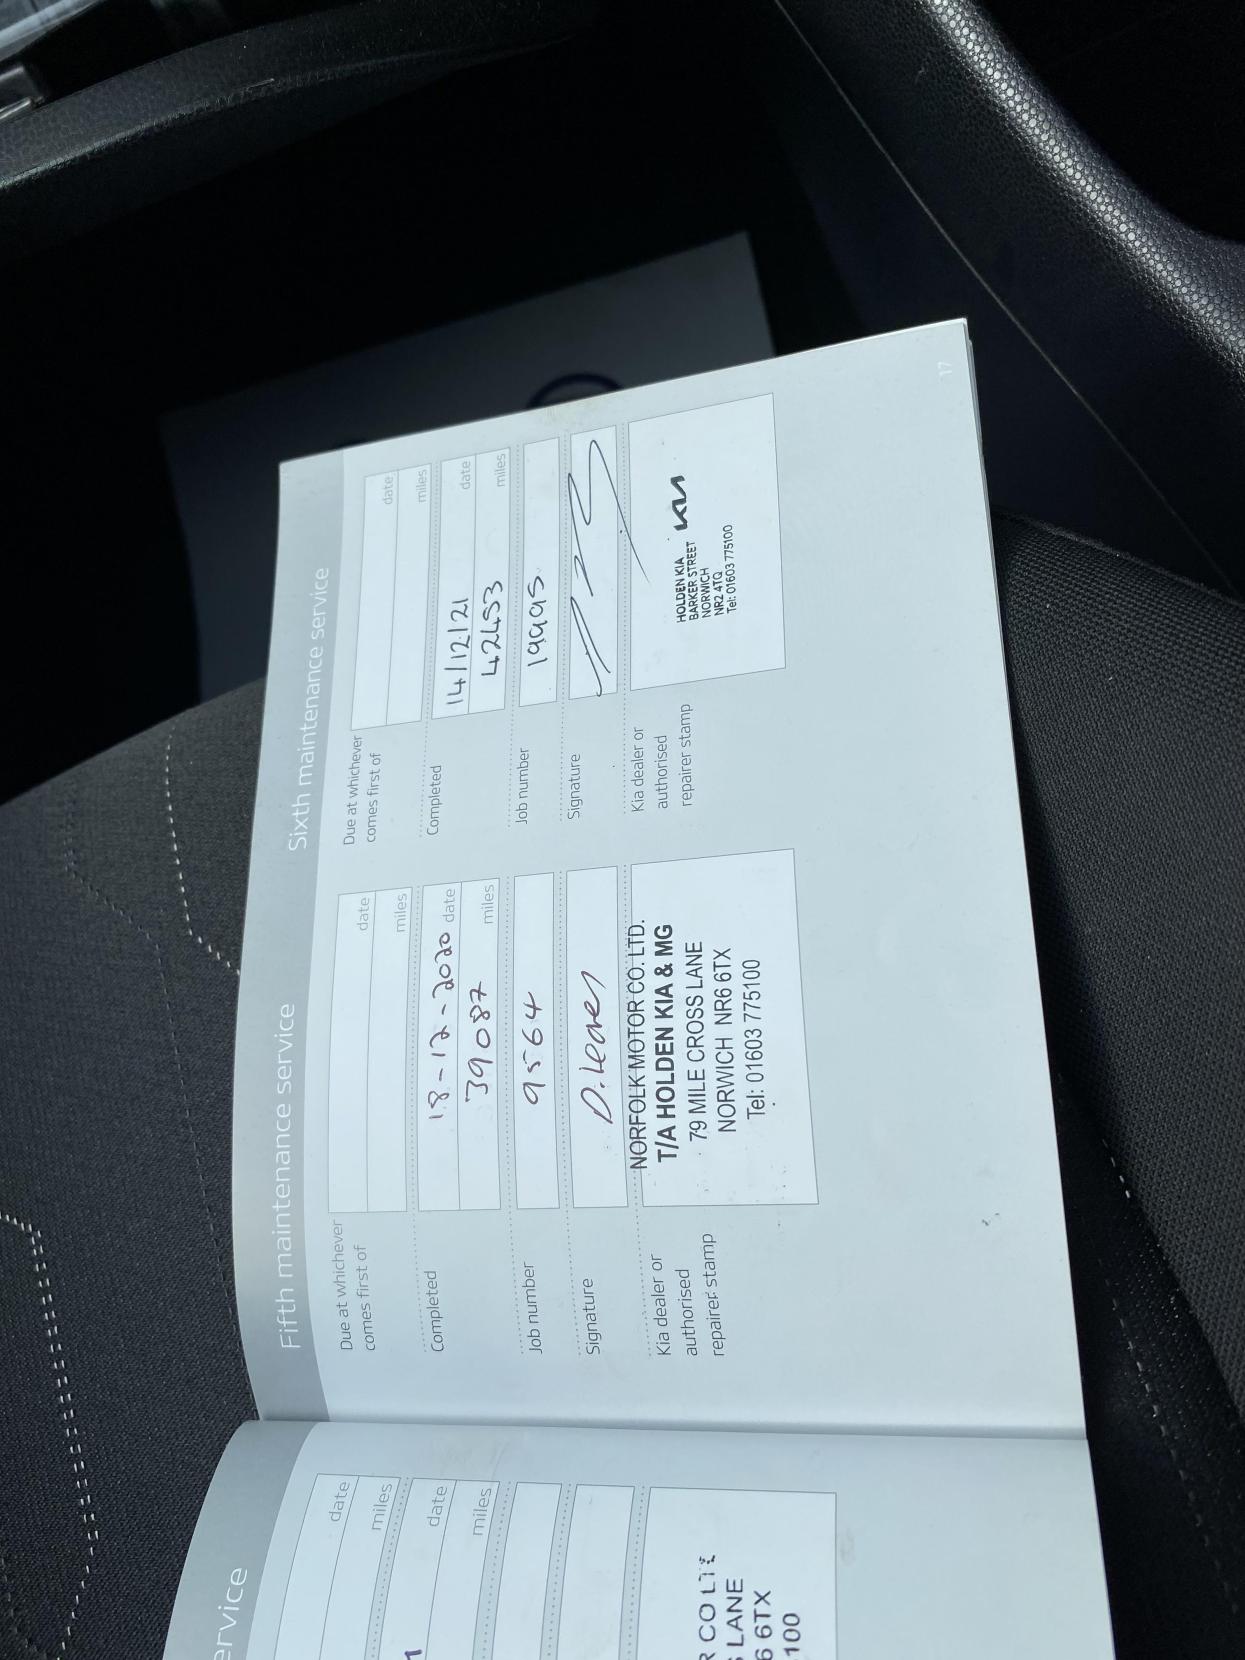 Fifth maintenance service
Due at whichever
comes first of
date
miles
Completed
18-12-2020 date
39087 miles
Job number
9564
Signature
Kia dealer or
authorised
repairer stamp
NORFOLK MOTOR CO. LTD.
T/A HOLDEN KIA & MG
79 MILE CROSS LANE
NORWICH NR6 6TX
Tel: 01603 775100
Sixth maintenance service
Due at whichever
comes first of
date
miles
Completed
14/12/21 date
42453 miles
Job number
19995
Signature
Kia dealer or
authorised
repairer stamp
HOLDEN KIA
BARKER STREET
NORWICH
NR2 4TQ
Tel: 01603 775100
KIA
17
ervice
date
miles
date
miles
R CO LTD
LANE
6 6TX
100